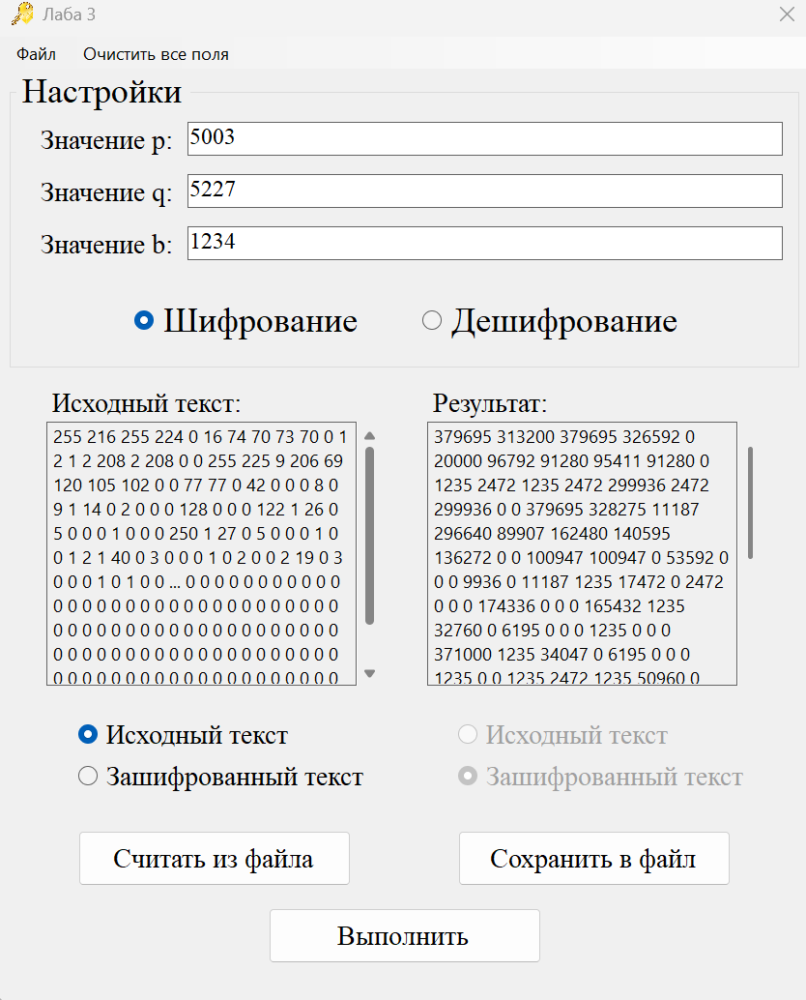 Лаба 3
Файл Очистить все поля
Настройки
Значение p: 5003
Значение q: 5227
Значение b: 1234
Шифрование Дешифрование
Исходный текст:
255 216 255 224 0 16 74 70 73 70 0 1
2 1 2 208 2 208 0 0 255 225 9 206 69
120 105 102 0 0 77 77 0 42 0 0 0 8 0
9 1 14 0 2 0 0 0 128 0 0 0 122 1 26 0
5 0 0 0 1 0 0 0 250 1 27 0 5 0 0 0 1 0
0 1 2 1 40 0 3 0 0 0 1 0 2 0 0 2 19 0 3
0 0 0 1 0 1 0 0 ... 0 0 0 0 0 0 0 0 0 0 0
0 0 0 0 0 0 0 0 0 0 0 0 0 0 0 0 0 0 0 0
0 0 0 0 0 0 0 0 0 0 0 0 0 0 0 0 0 0 0 0
0 0 0 0 0 0 0 0 0 0 0 0 0 0 0 0 0 0 0 0
0 0 0 0 0 0 0 0 0 0 0 0 0 0 0 0 0 0 0 0
Результат:
379695 313200 379695 326592 0
20000 96792 91280 95411 91280 0
1235 2472 1235 2472 299936 2472
299936 0 0 379695 328275 11187
296640 89907 162480 140595
136272 0 0 100947 100947 0 53592 0
0 0 9936 0 11187 1235 17472 0 2472
0 0 0 174336 0 0 0 165432 1235
32760 0 6195 0 0 0 1235 0 0 0
371000 1235 34047 0 6195 0 0 0
1235 0 0 1235 2472 1235 50960 0
Исходный текст
Зашифрованный текст
Исходный текст
Зашифрованный текст
Считать из файла
Сохранить в файл
Выполнить